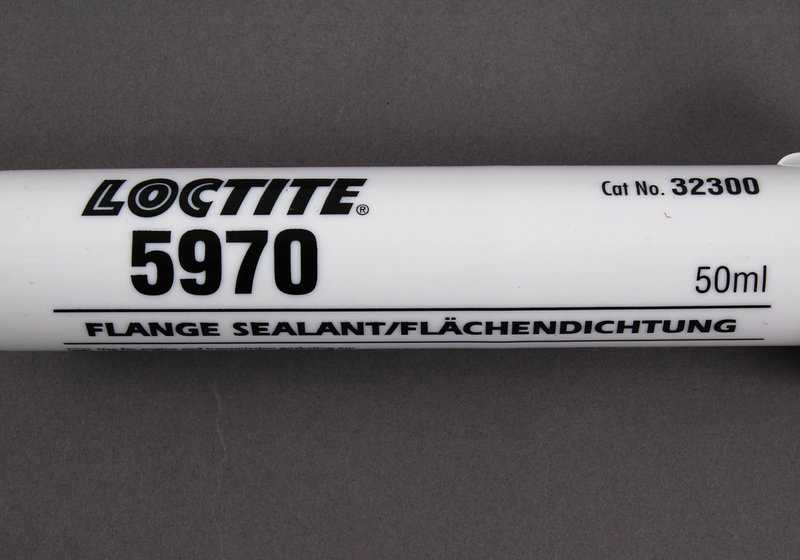 LOCTITE®
Cat No. 32300
5970
50ml
FLANGE SEALANT/FLÄCHENDICHTUNG